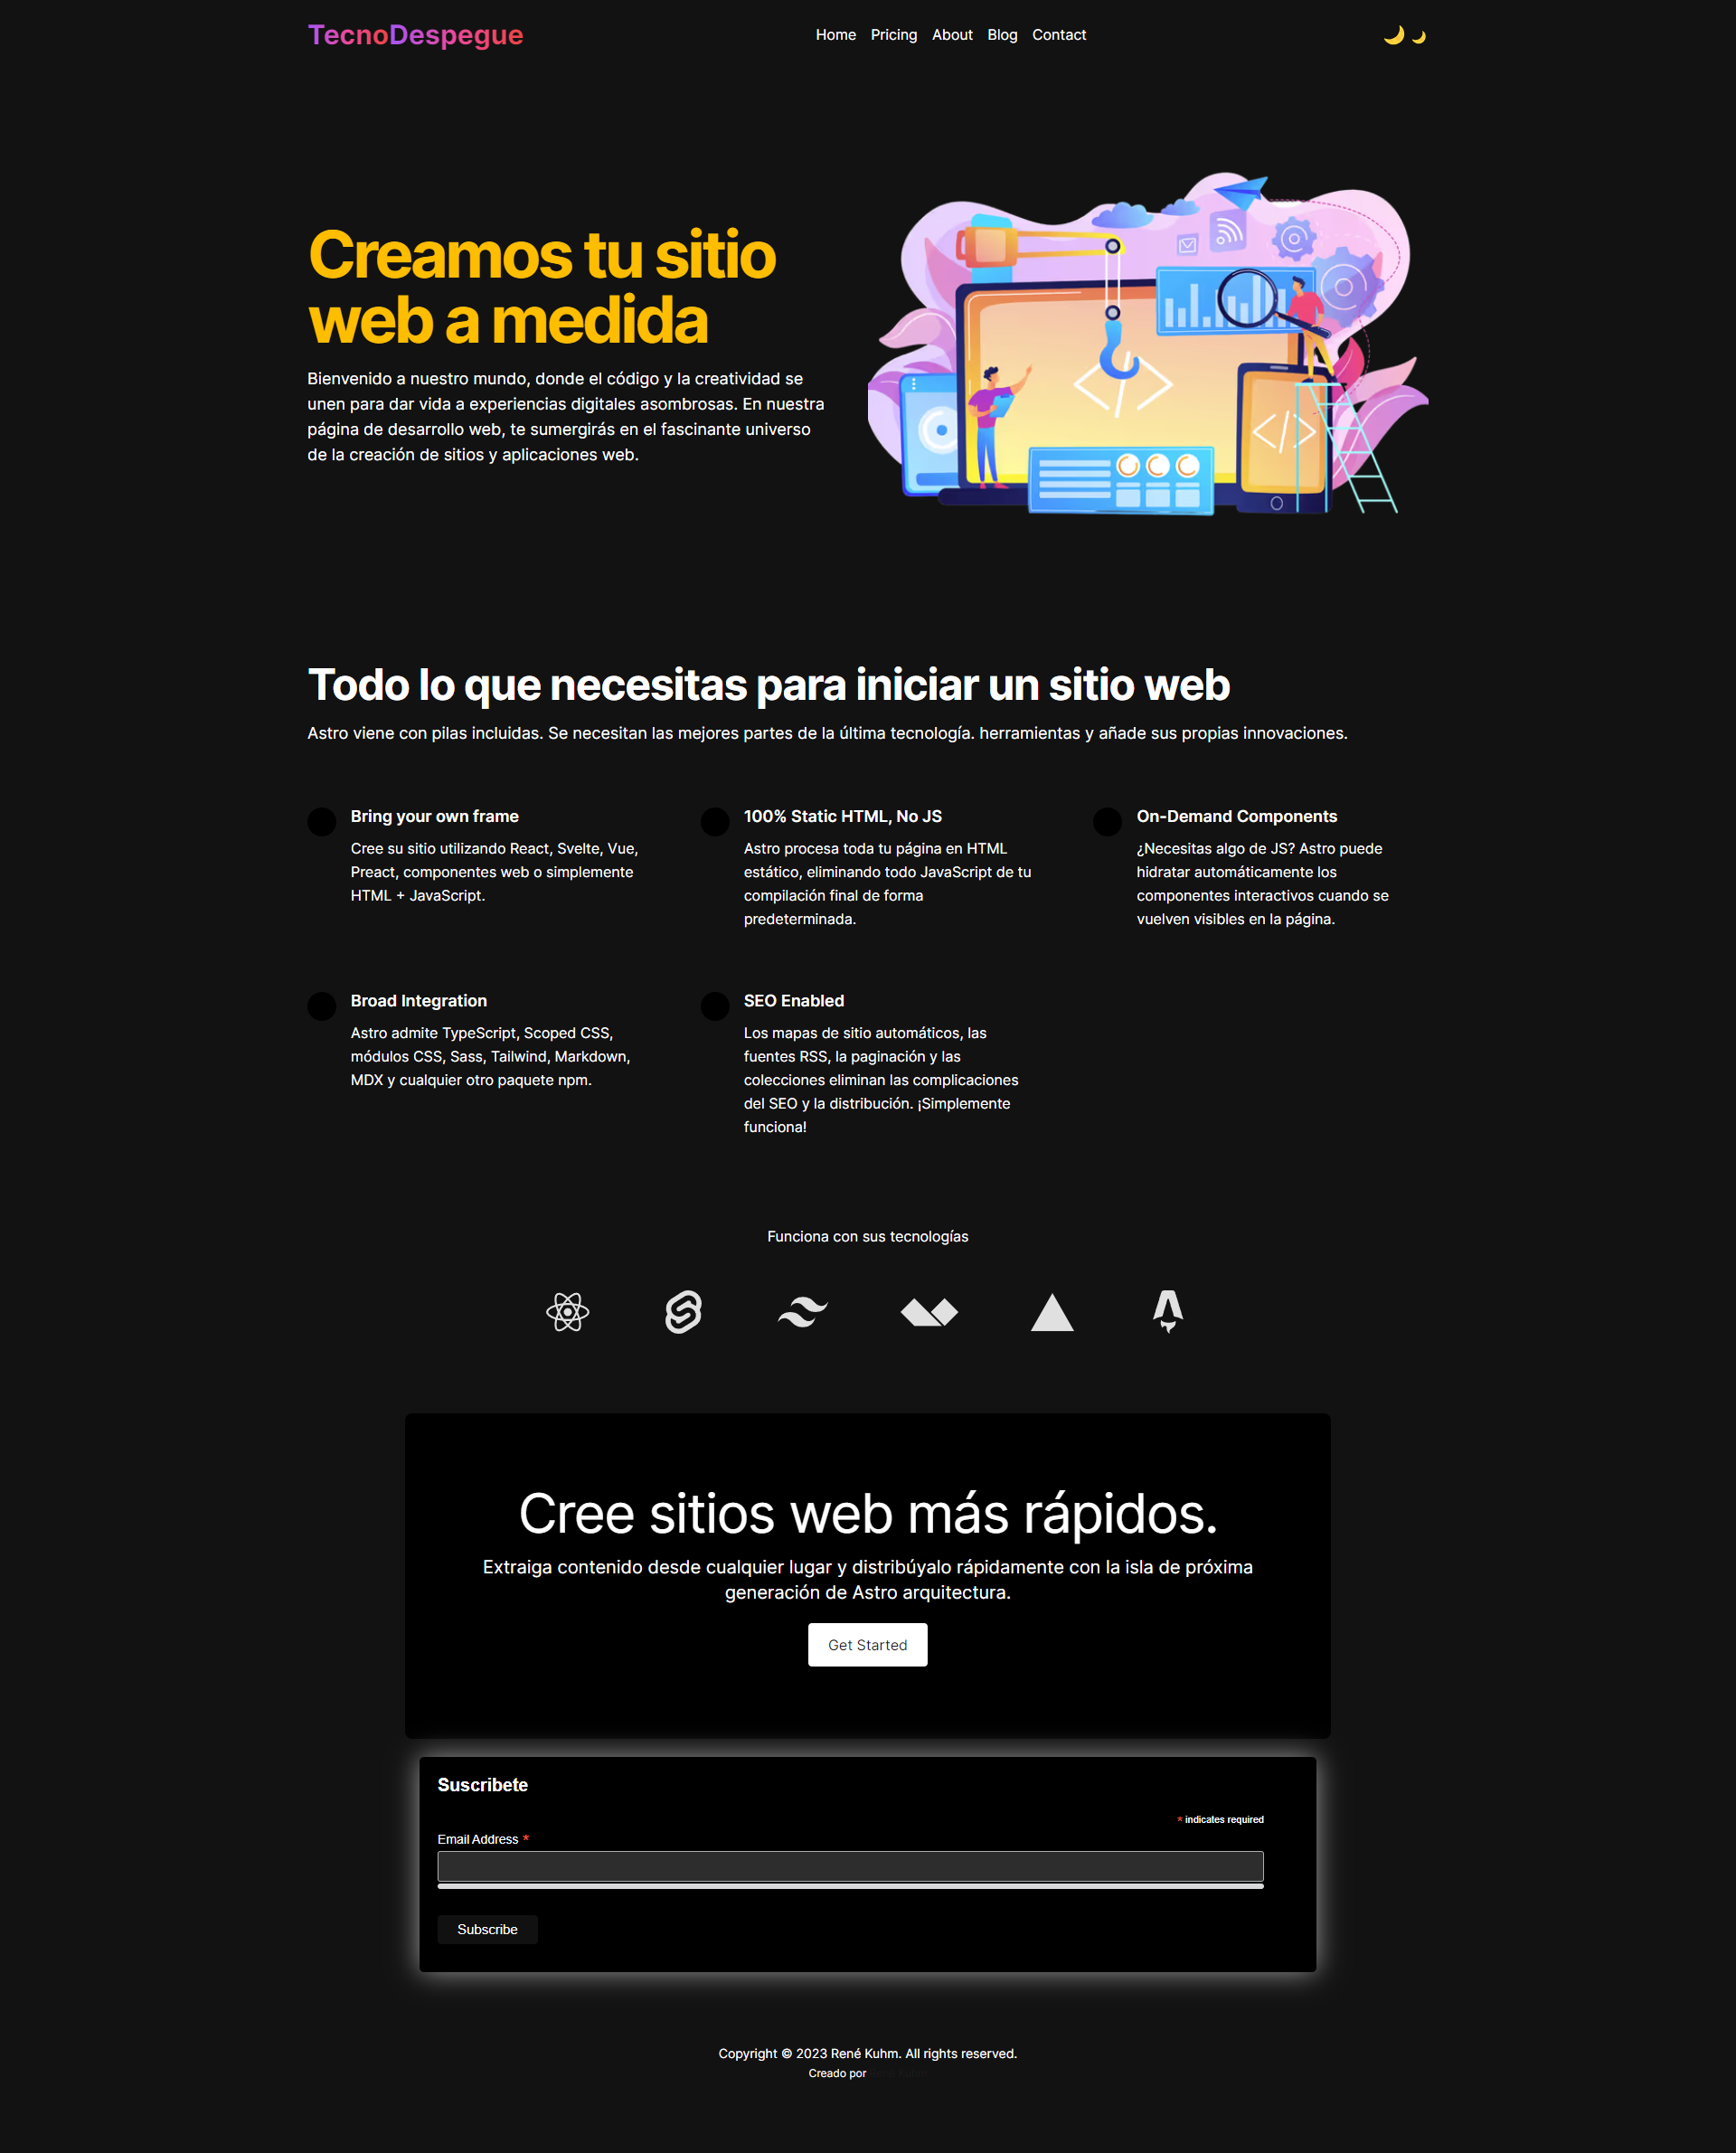 TecnoDespegue
Home Pricing About Blog Contact
Creamos tu sitio
web a medida
Bienvenido a nuestro mundo, donde el código y la creatividad se
unen para dar vida a experiencias digitales asombrosas. En nuestra
página de desarrollo web, te sumergirás en el fascinante universo
de la creación de sitios y aplicaciones web.
Todo lo que necesitas para iniciar un sitio web
Astro viene con pilas incluidas. Se necesitan las mejores partes de la última tecnología. herramientas y añade sus propias innovaciones.
Bring your own frame
Cree su sitio utilizando React, Svelte, Vue,
Preact, componentes web o simplemente
HTML + JavaScript.
100% Static HTML, No JS
Astro procesa toda tu página en HTML
estático, eliminando todo JavaScript de tu
compilación final de forma
predeterminada.
On-Demand Components
¿Necesitas algo de JS? Astro puede
hidratar automáticamente los
componentes interactivos cuando se
vuelven visibles en la página.
Broad Integration
Astro admite TypeScript, Scoped CSS,
módulos CSS, Sass, Tailwind, Markdown,
MDX y cualquier otro paquete npm.
SEO Enabled
Los mapas de sitio automáticos, las
fuentes RSS, la paginación y las
colecciones eliminan las complicaciones
del SEO y la distribución. ¡Simplemente
funciona!
Funciona con sus tecnologías
Cree sitios web más rápidos.
Extraiga contenido desde cualquier lugar y distribúyalo rápidamente con la isla de próxima
generación de Astro arquitectura.
Get Started
Suscribete
* indicates required
Email Address *
Subscribe
Copyright © 2023 René Kuhm. All rights reserved.
Creado por